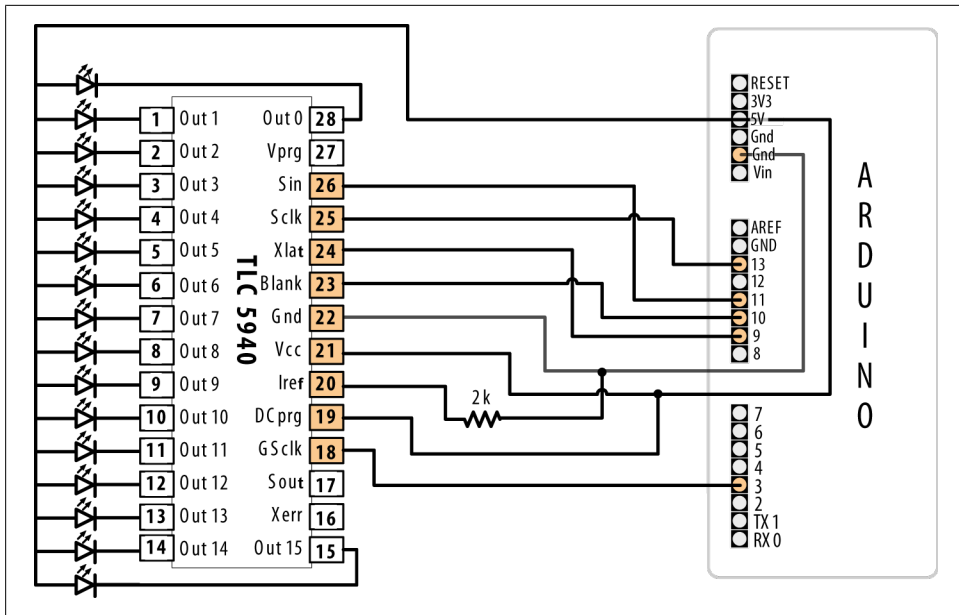 1 Out 1 Out 0 28
2 Out 2 Vprg 27
3 Out 3 Sin 26
4 Out 4 Sclk 25
5 Out 5 Xlat 24
6 Out 6 Blank 23
7 Out 7 Gnd 22
8 Out 8 Vcc 21
9 Out 9 Iref 20
10 Out 10 DCprg 19
11 Out 11 GSclk 18
12 Out 12 Sout 17
13 Out 13 Xerr 16
14 Out 14 Out 15 15
TLC 5940
2k
RESET
3V3
5V
Gnd
Gnd
Vin
AREF
GND
13
12
11
10
9
8
7
6
5
4
3
2
TX 1
RX 0
ARDUINO